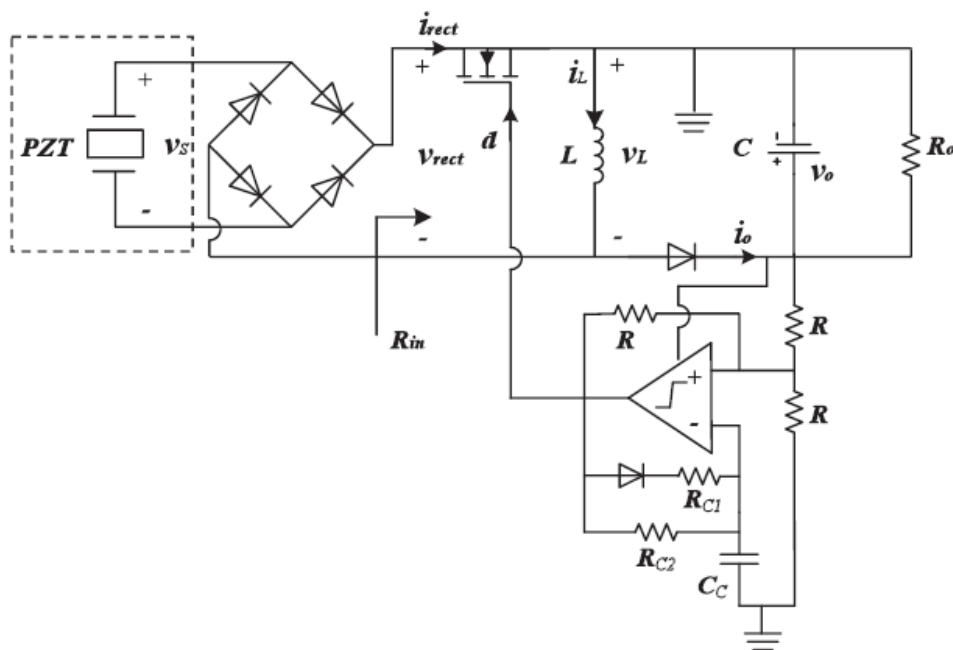 i_rect
+
+
+
i_L
+
PZT
v_S
v_rect
d
L
v_L
C
-
+
v_o
R_o
-
-
-
i_o
R_in
R
R
+
-
R
R_C1
R_C2
C_C